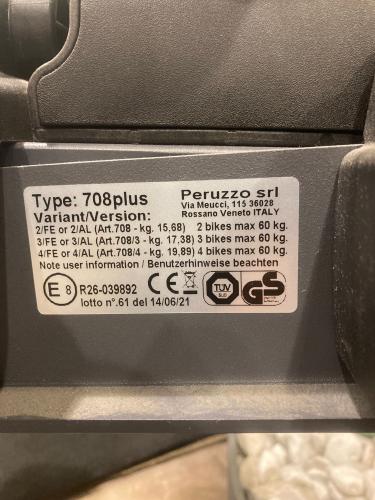 Type: 708plus
Peruzzo srl
Via Meucci, 115 36028
Rossano Veneto ITALY
Variant/Version:
2/FE or 2/AL (Art.708 - kg. 15,68) 2 bikes max 60 kg.
3/FE or 3/AL (Art.708/3 - kg. 17,38) 3 bikes max 60 kg.
4/FE or 4/AL (Art.708/4 - kg. 19,89) 4 bikes max 60 kg.
Note user information / Benutzerhinweise beachten
E8 R26-039892 CE TÜV SÜD GS
lotto n°.61 del 14/06/21